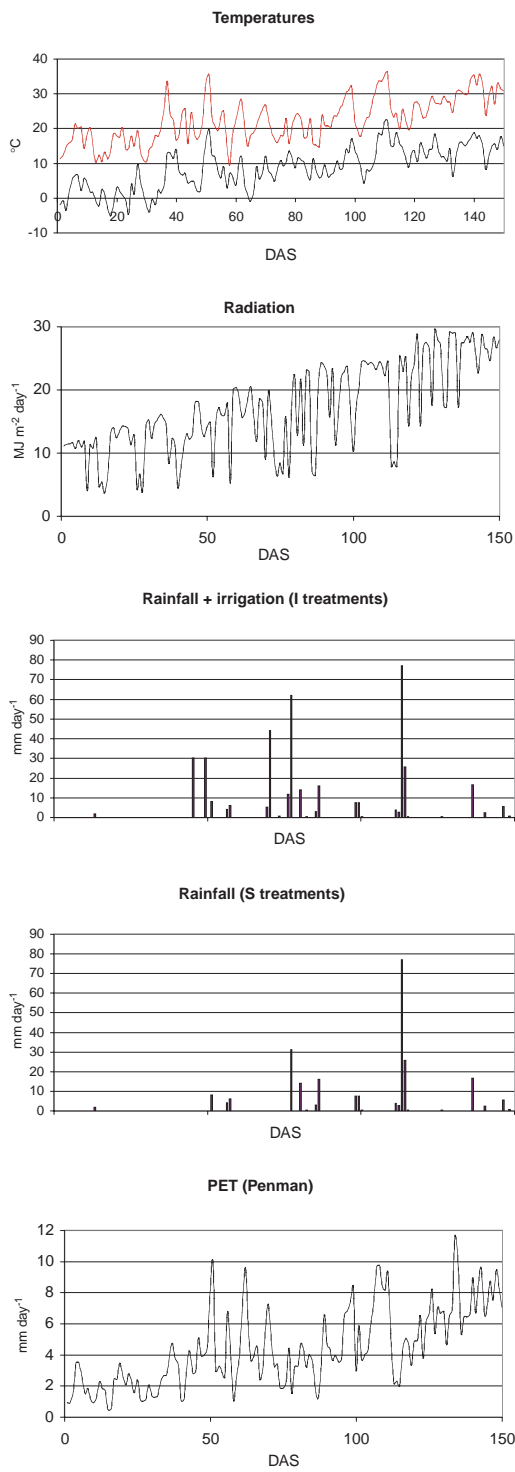 Temperatures
40
30
20
10
0
-10
°C
0 20 40 60 80 100 120 140
DAS
Radiation
30
20
10
0
MJ m-2 day-1
0 50 100 150
DAS
Rainfall + irrigation (I treatments)
90
80
70
60
50
40
30
20
10
0
mm day-1
DAS
Rainfall (S treatments)
90
80
70
60
50
40
30
20
10
0
mm day-1
DAS
PET (Penman)
12
10
8
6
4
2
0
mm day-1
0 50 100 150
DAS